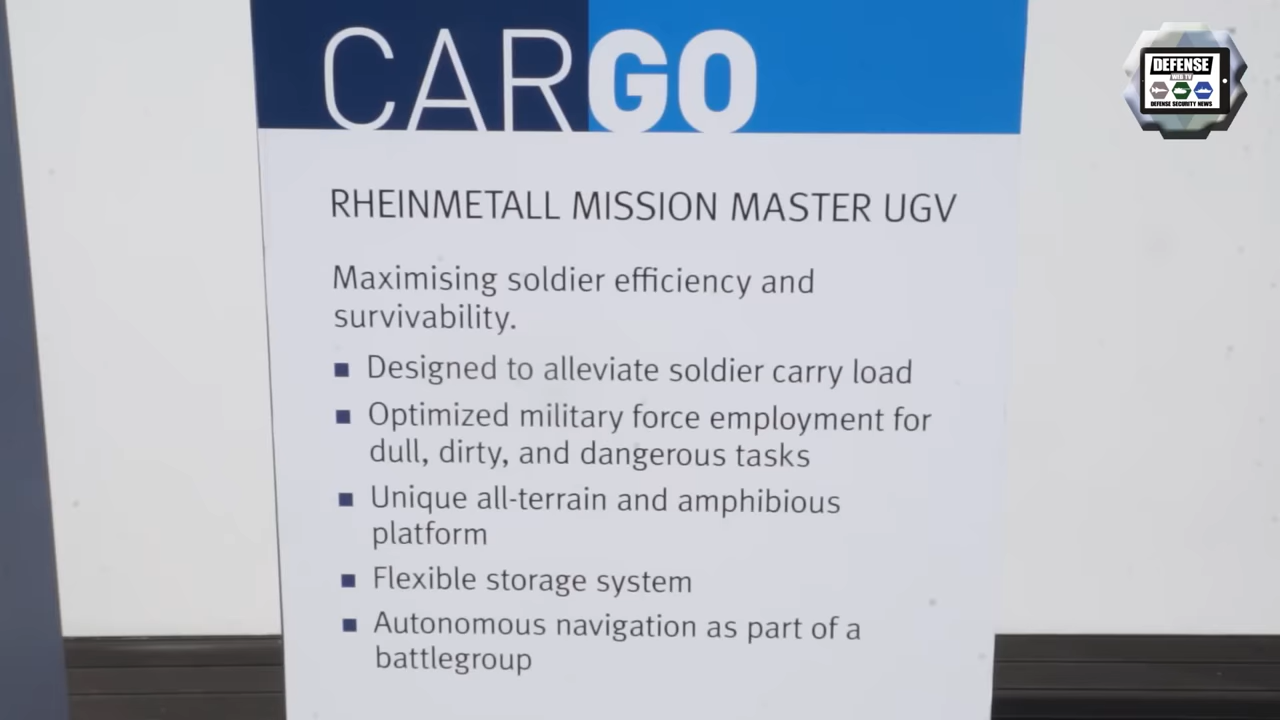 CARGO
DEFENSE
WEB TV
DEFENSE SECURITY NEWS
RHEINMETALL MISSION MASTER UGV
Maximising soldier efficiency and
survivability.
Designed to alleviate soldier carry load
Optimized military force employment for
dull, dirty, and dangerous tasks
Unique all-terrain and amphibious
platform
Flexible storage system
Autonomous navigation as part of a
battlegroup